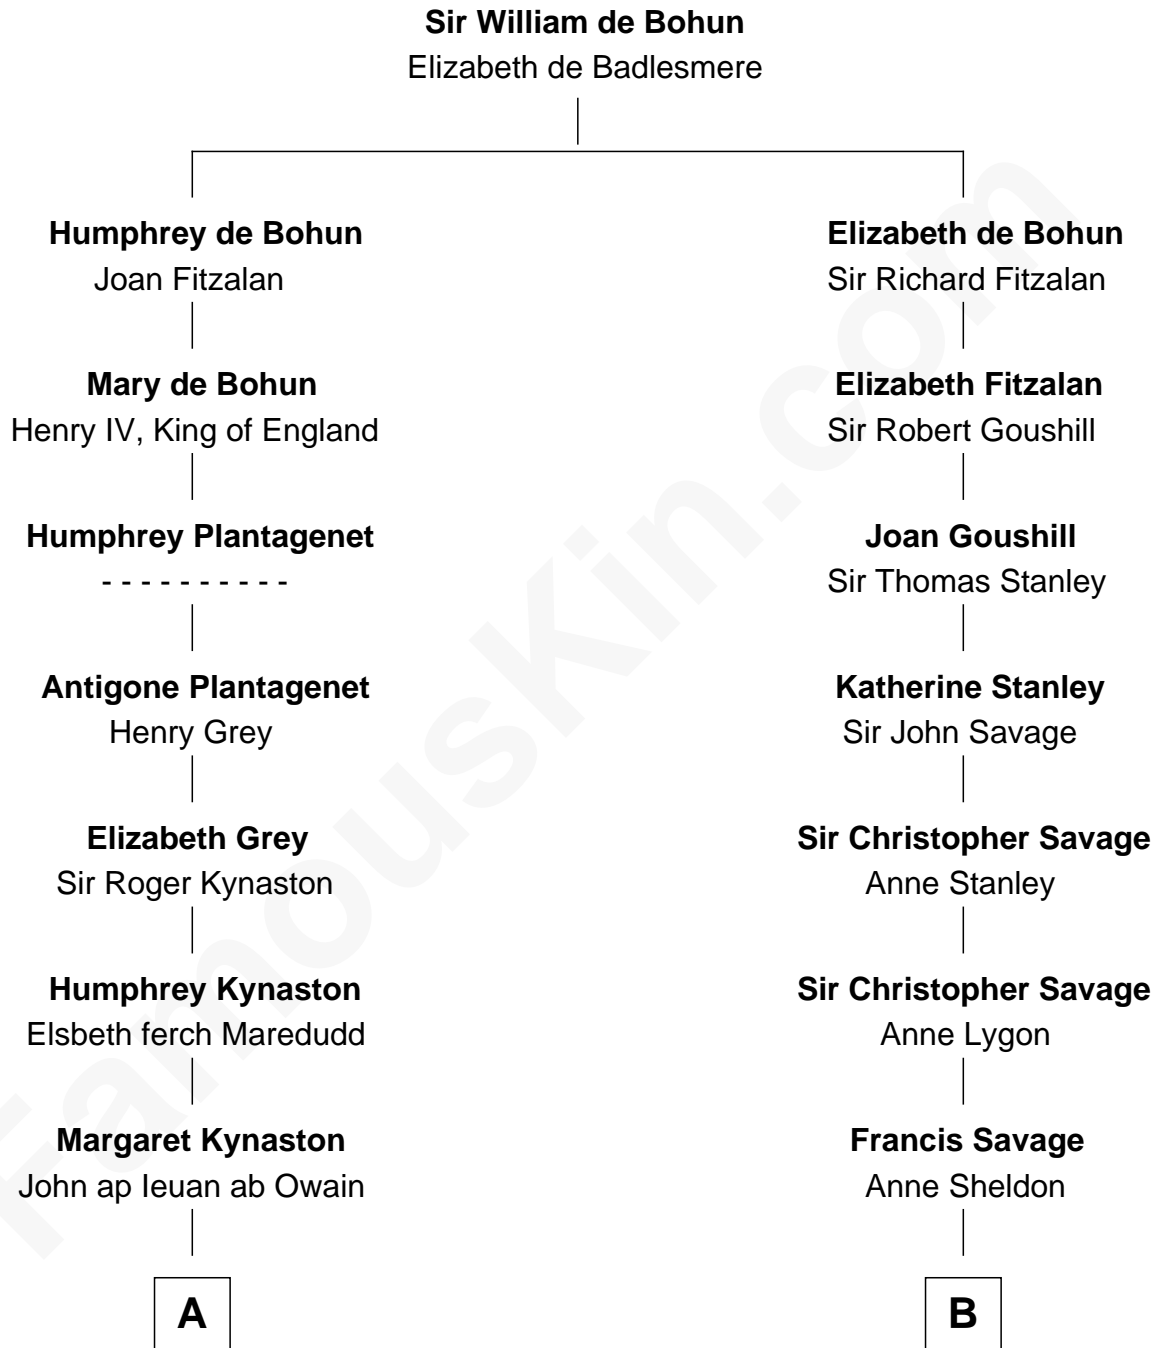 Sir William de Bohun
Elizabeth de Badlesmere
Humphrey de Bohun
Joan Fitzalan
Elizabeth de Bohun
Sir Richard Fitzalan
Mary de Bohun
Henry IV, King of England
Elizabeth Fitzalan
Sir Robert Goushill
Humphrey Plantagenet
- - - - - - - - - -
Joan Goushill
Sir Thomas Stanley
Antigone Plantagenet
Henry Grey
Katherine Stanley
Sir John Savage
Elizabeth Grey
Sir Roger Kynaston
Sir Christopher Savage
Anne Stanley
Humphrey Kynaston
Elsbeth ferch Maredudd
Sir Christopher Savage
Anne Lygon
Margaret Kynaston
John ap Ieuan ab Owain
Francis Savage
Anne Sheldon
A
B
FamousKin.com